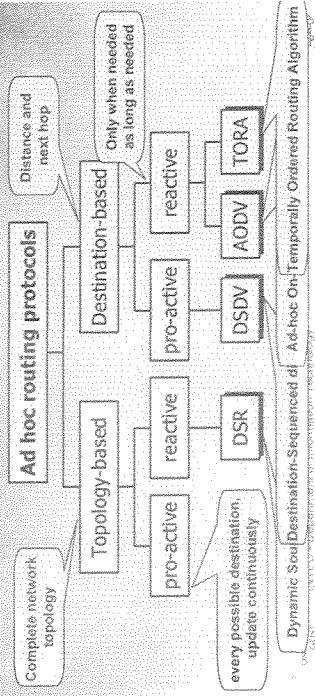 Ad hoc routing protocols
Complete network
topology
Distance and
next hop
Topology-based
Destination-based
Only when needed
as long as needed
pro-active
reactive
pro-active
reactive
DSR
DSDV
AODV
TORA
every possible destination,
update continuously
Dynamic Sou
Destination-Sequenced di
Ad-hoc On-
Temporally Ordered Routing Algorithm